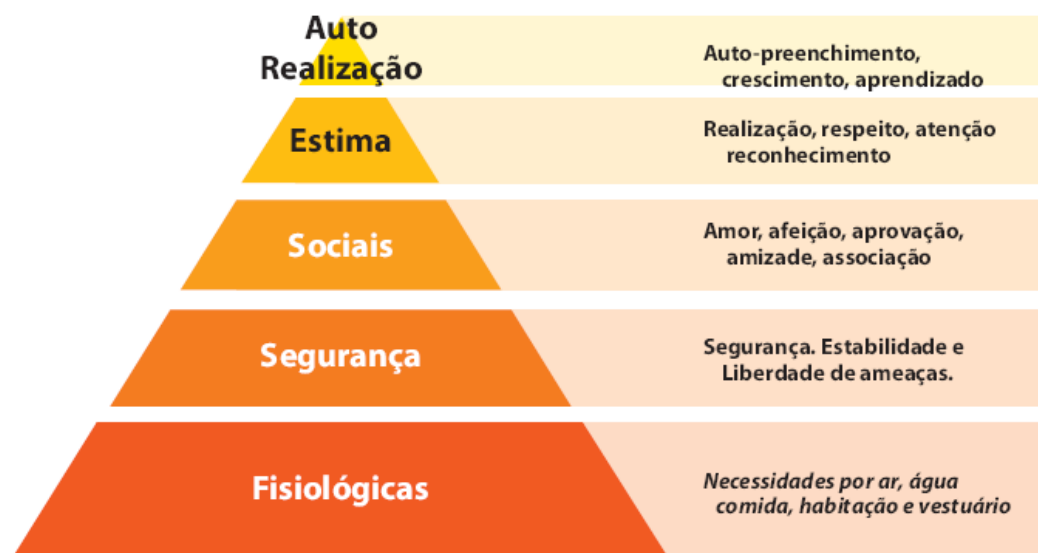 Auto
Realização
Auto-preenchimento,
crescimento, aprendizado
Estima
Realização, respeito, atenção
reconhecimento
Sociais
Amor, afeição, aprovação,
amizade, associação
Segurança
Segurança. Estabilidade e
Liberdade de ameaças.
Fisiológicas
Necessidades por ar, água
comida, habitação e vestuário